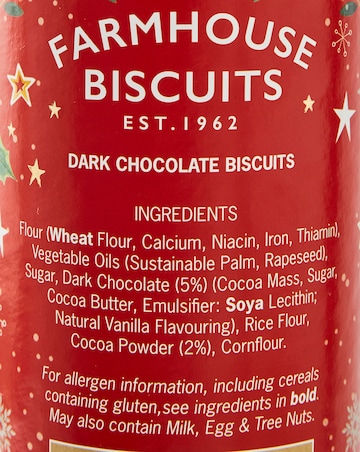 FARMHOUSE
BISCUITS
EST. 1962
DARK CHOCOLATE BISCUITS
INGREDIENTS
Flour (Wheat Flour, Calcium, Niacin, Iron, Thiamin),
Vegetable Oils (Sustainable Palm, Rapeseed),
Sugar, Dark Chocolate (5%) (Cocoa Mass, Sugar,
Cocoa Butter, Emulsifier: Soya Lecithin;
Natural Vanilla Flavouring), Rice Flour,
Cocoa Powder (2%), Cornflour.
For allergen information, including cereals
containing gluten, see ingredients in bold.
May also contain Milk, Egg & Tree Nuts.